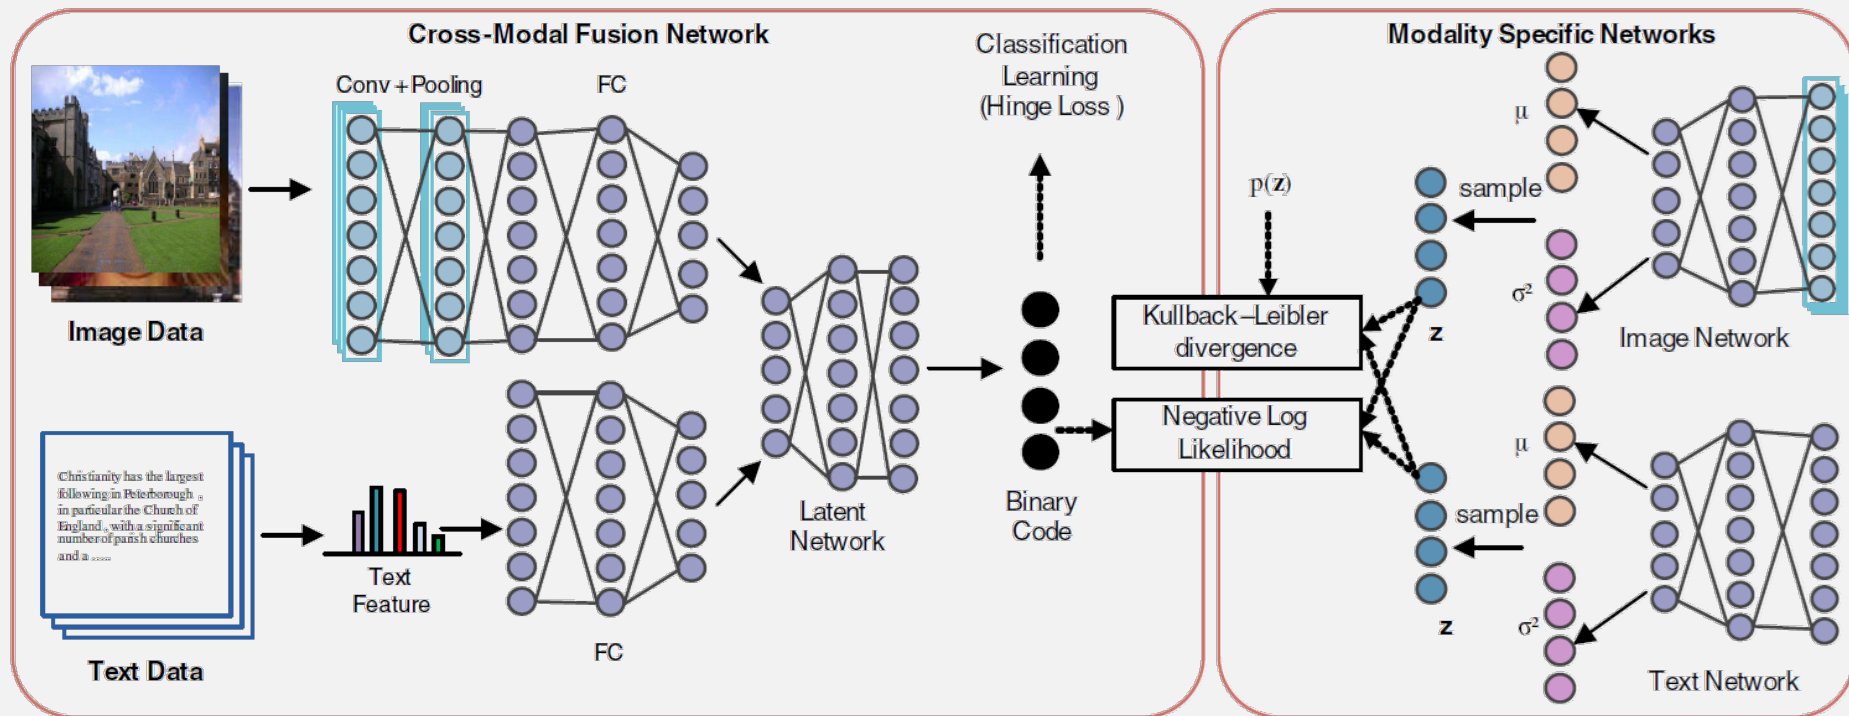 Cross-Modal Fusion Network
Modality Specific Networks
Classification
Learning
(Hinge Loss )
Conv + Pooling
FC
Image Data
Christianity has the largest
following in Peterborough ,
in particular the Church of
England , with a significant
number of parish churches
and a .....
Text Data
Text
Feature
FC
Latent
Network
Binary
Code
p(z)
Kullback–Leibler
divergence
Negative Log
Likelihood
sample
z
μ
σ²
Image Network
sample
z
μ
σ²
Text Network